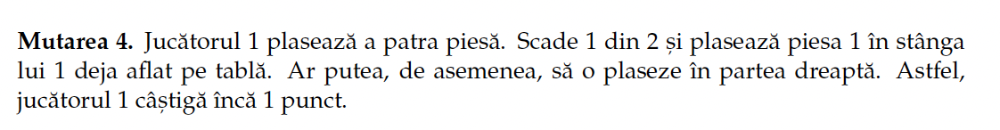 Mutarea 4. Jucătorul 1 plasează a patra piesă. Scade 1 din 2 și plasează piesa 1 în stânga
lui 1 deja aflat pe tablă. Ar putea, de asemenea, să o plaseze în partea dreaptă. Astfel,
jucătorul 1 câștigă încă 1 punct.